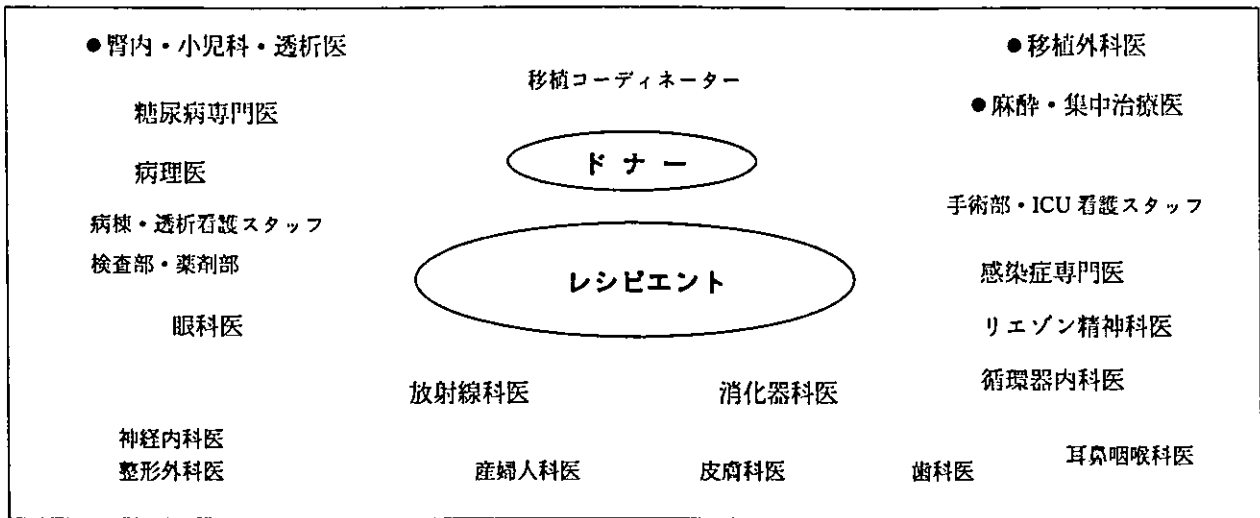 ●腎内・小児科・透析医
●移植外科医
移植コーディネーター
糖尿病専門医
●麻酔・集中治療医
ドナー
病理医
手術部・ICU 看護スタッフ
病棟・透析看護スタッフ
検査部・薬剤部
レシピエント
感染症専門医
眼科医
リエゾン精神科医
放射線科医
消化器科医
循環器内科医
神経内科医
整形外科医
産婦人科医
皮膚科医
歯科医
耳鼻咽喉科医